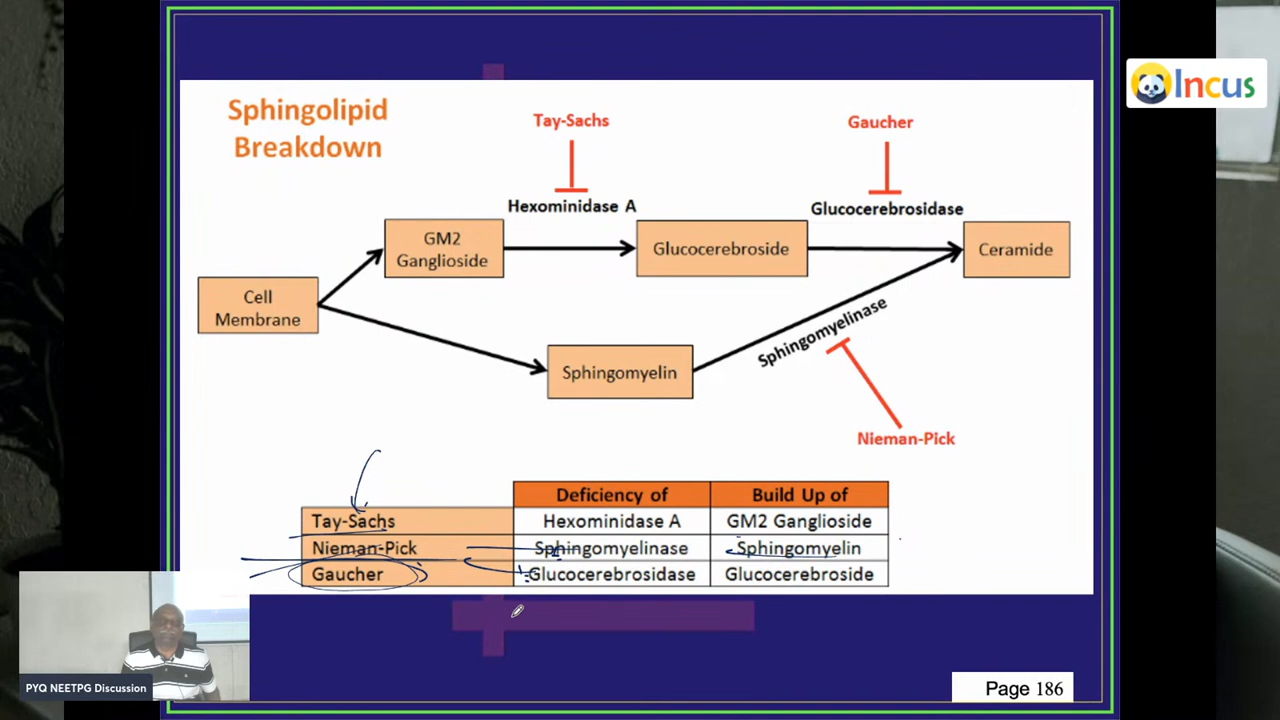 Incus
Sphingolipid
Breakdown
Tay-Sachs
Gaucher
Hexominidase A
Glucocerebrosidase
GM2
Ganglioside
Glucocerebroside
Ceramide
Cell
Membrane
Sphingomyelinase
Sphingomyelin
Nieman-Pick
Deficiency of Build Up of
Tay-Sachs Hexominidase A GM2 Ganglioside
Nieman-Pick Sphingomyelinase Sphingomyelin
Gaucher Glucocerebrosidase Glucocerebroside
PYQ NEETPG Discussion
Page 186